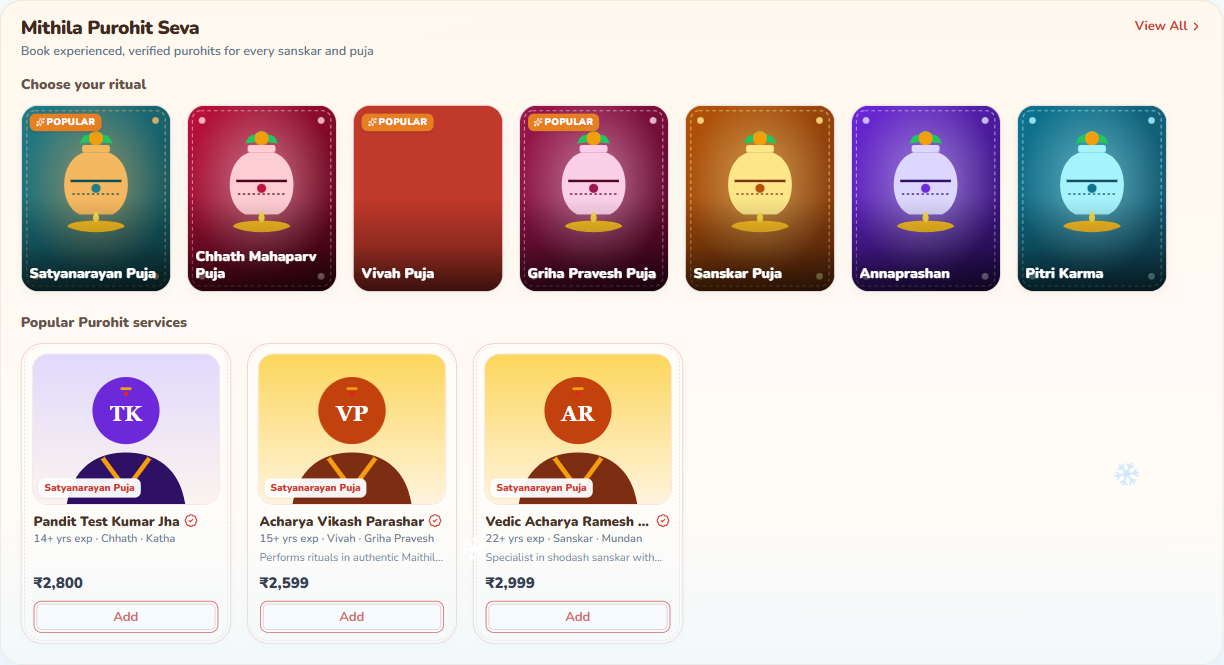 Mithila Purohit Seva
View All >
Book experienced, verified purohits for every sanskar and puja
Choose your ritual
POPULAR
Satyanarayan Puja
Chhath Mahaparv
Puja
POPULAR
Vivah Puja
POPULAR
Griha Pravesh Puja
Sanskar Puja
Annaprashan
Pitri Karma
Popular Purohit services
TK
Satyanarayan Puja
Pandit Test Kumar Jha
14+ yrs exp · Chhath · Katha
₹2,800
Add
VP
Satyanarayan Puja
Acharya Vikash Parashar
15+ yrs exp · Vivah · Griha Pravesh
Performs rituals in authentic Maithil...
₹2,599
Add
AR
Satyanarayan Puja
Vedic Acharya Ramesh ...
22+ yrs exp · Sanskar · Mundan
Specialist in shodash sanskar with...
₹2,999
Add